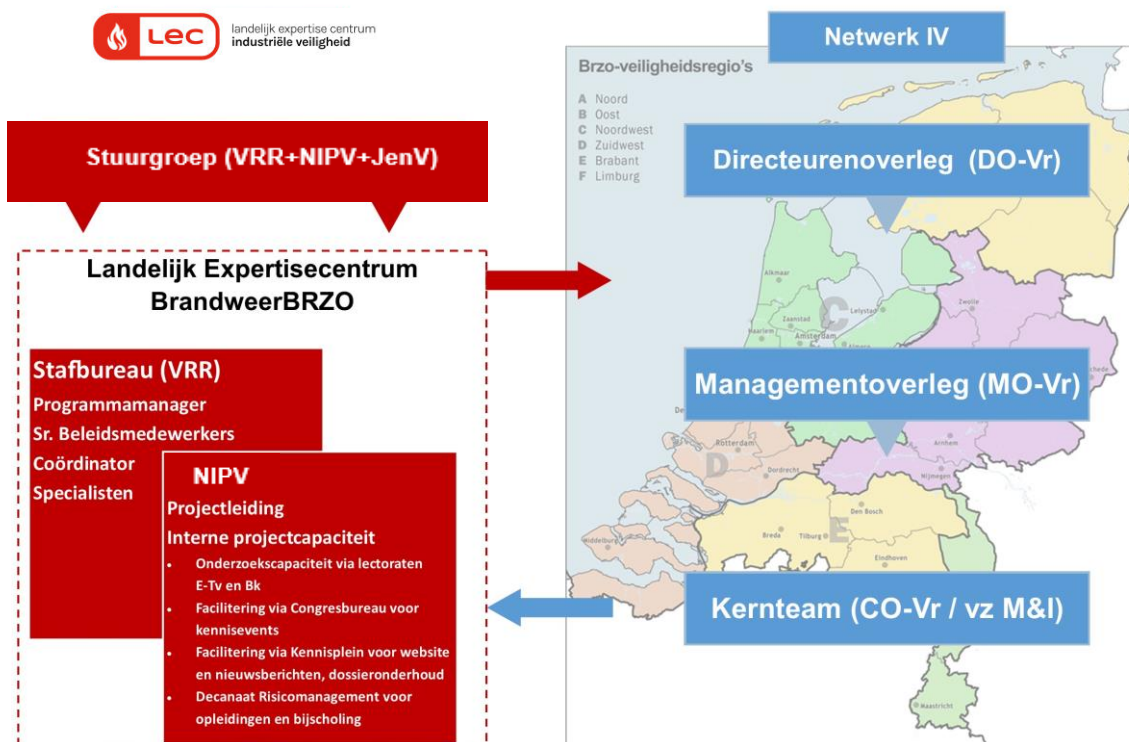 LEC
landelijk expertise centrum
industriële veiligheid
Stuurgroep (VRR+NIPV+JenV)
Landelijk Expertisecentrum
BrandweerBRZO
Stafbureau (VRR)
Programmamanager
Sr. Beleidsmedewerkers
Coördinator
Specialisten
NIPV
Projectleiding
Interne projectcapaciteit
• Onderzoekscapaciteit via lectoraten
E-Tv en Bk
• Facilitering via Congresbureau voor
kennisevents
• Facilitering via Kennisplein voor website
en nieuwsberichten, dossieronderhoud
• Decanaat Risicomanagement voor
opleidingen en bijscholing
Netwerk IV
Brzo-veiligheidsregio's
A Noord
B Oost
C Noordwest
D Zuidwest
E Brabant
F Limburg
Directeurenoverleg (DO-Vr)
Alkmaar
Zwolle
C
Lelystad
Zaanstad
Haarlem
Amsterdam
Managementoverleg (MO-Vr)
Rotterdam
Arnhem
D
Dordrecht
Nijmegen
Den Bosch
Breda
Tilburg
E
Middelburg
Eindhoven
Kernteam (CO-Vr / vz M&I)
Maastricht